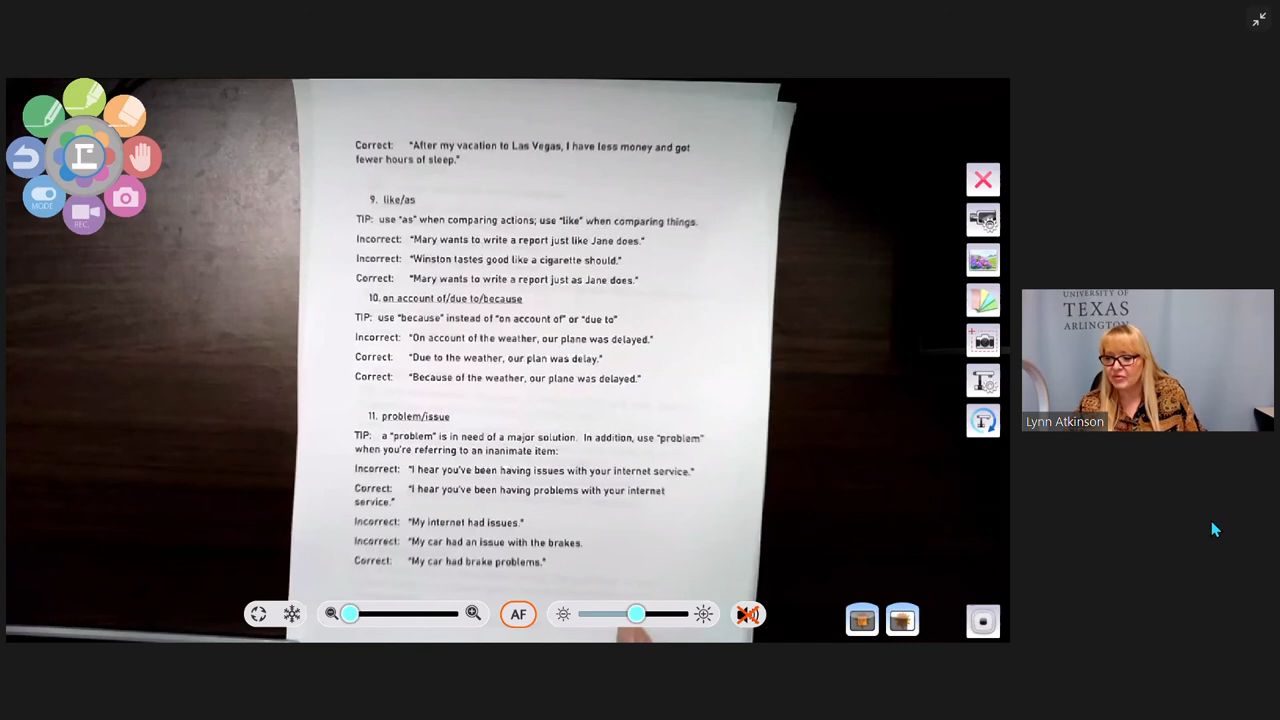 Correct: "After my vacation to Las Vegas, I have less money and got
fewer hours of sleep."
9. like/as
TIP: use "as" when comparing actions; use "like" when comparing things.
Incorrect: "Mary wants to write a report just like Jane does."
Incorrect: "Winston tastes good like a cigarette should."
Correct: "Mary wants to write a report just as Jane does."
10. on account of/due to/because
TIP: use "because" instead of "on account of" or "due to"
Incorrect: "On account of the weather, our plane was delayed."
Correct: "Due to the weather, our plan was delay."
Correct: "Because of the weather, our plane was delayed."
11. problem/issue
TIP: a "problem" is in need of a major solution. In addition, use "problem"
when you're referring to an inanimate item:
Incorrect: "I hear you've been having issues with your internet service."
Correct: "I hear you've been having problems with your internet
service."
Incorrect: "My internet had issues."
Incorrect: "My car had an issue with the brakes.
Correct: "My car had brake problems."
MODE
REC.
AF
UNIVERSITY OF
TEXAS
ARLINGTON
Lynn Atkinson